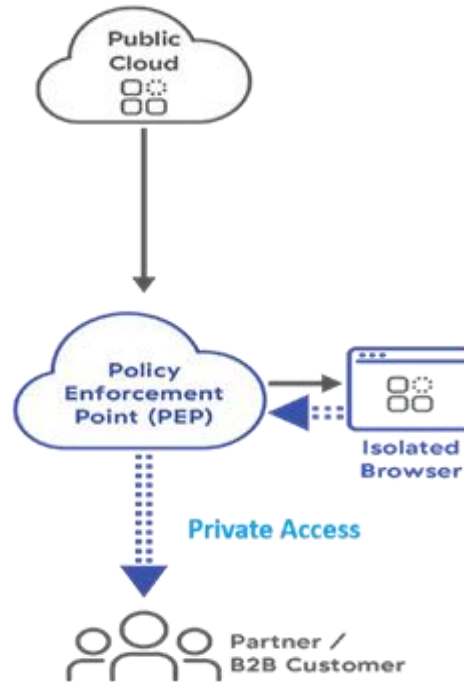 Public
Cloud
Policy
Enforcement
Point (PEP)
Isolated
Browser
Private Access
Partner /
B2B Customer